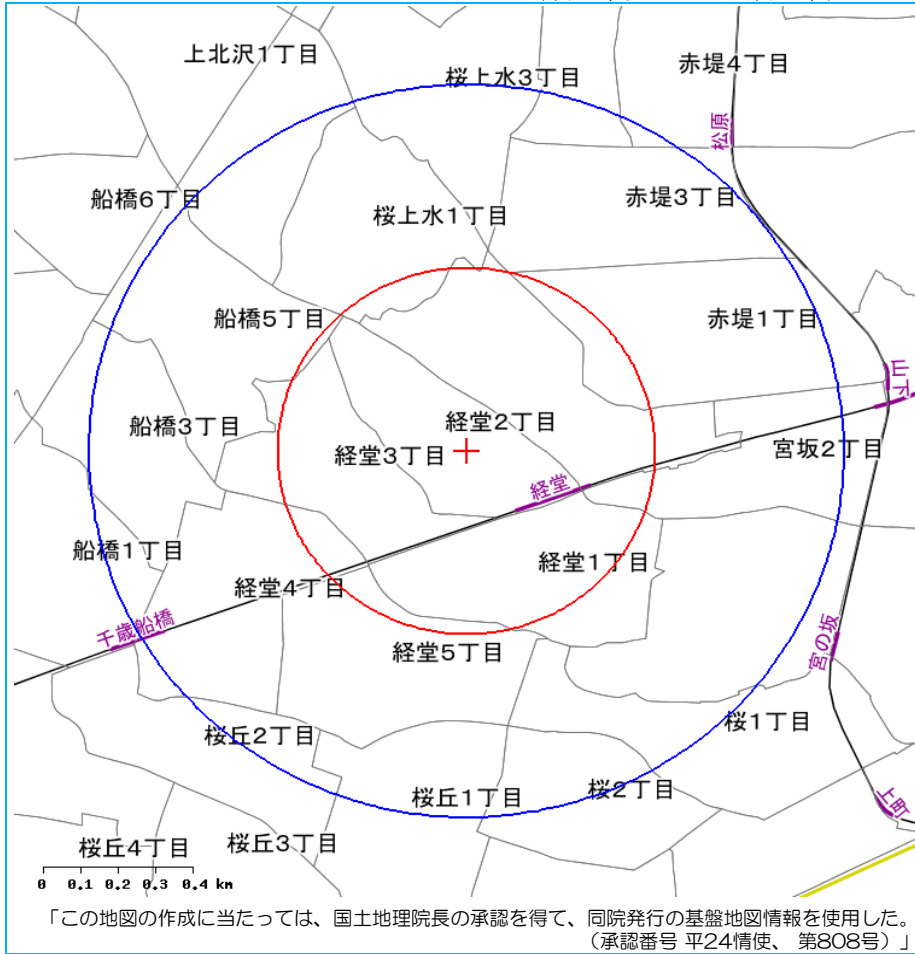 上北沢1丁目
赤堤4丁目
桜上水3丁目
松原
船橋6丁目
赤堤3丁目
桜上水1丁目
船橋5丁目
赤堤1丁目
山下
船橋3丁目
経堂2丁目
宮坂2丁目
経堂3丁目
経堂
船橋1丁目
経堂1丁目
経堂4丁目
千歳船橋
宮の坂
経堂5丁目
桜1丁目
桜丘2丁目
桜2丁目
桜丘1丁目
上町
桜丘3丁目
桜丘4丁目
0 0.1 0.2 0.3 0.4 km
「この地図の作成に当たっては、国土地理院長の承認を得て、同院発行の基盤地図情報を使用した。
（承認番号 平24情使、 第808号）」